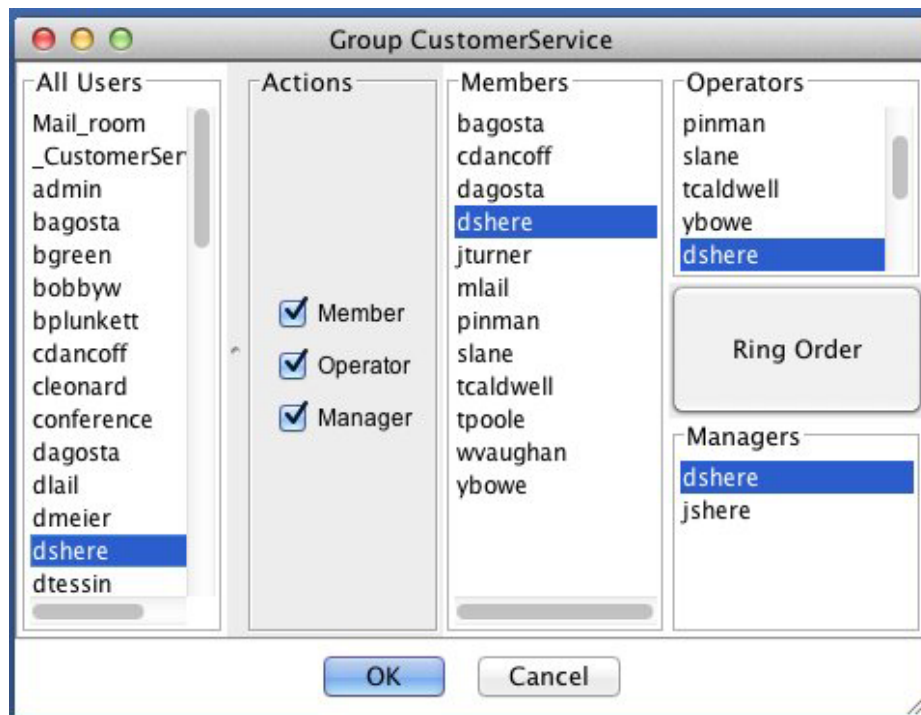 Group CustomerService
All Users
Mail_room
_CustomerSer
admin
bagosta
bgreen
bobbyw
bplunkett
cdancoff
cleonard
conference
dagosta
dlail
dmeier
dshere
dtessin
Actions
Member
Operator
Manager
Members
bagosta
cdancoff
dagosta
dshere
jturner
mlail
pinman
slane
tcaldwell
tpoole
wvaughan
ybowe
Operators
pinman
slane
tcaldwell
ybowe
dshere
Ring Order
Managers
dshere
jshere
OK
Cancel